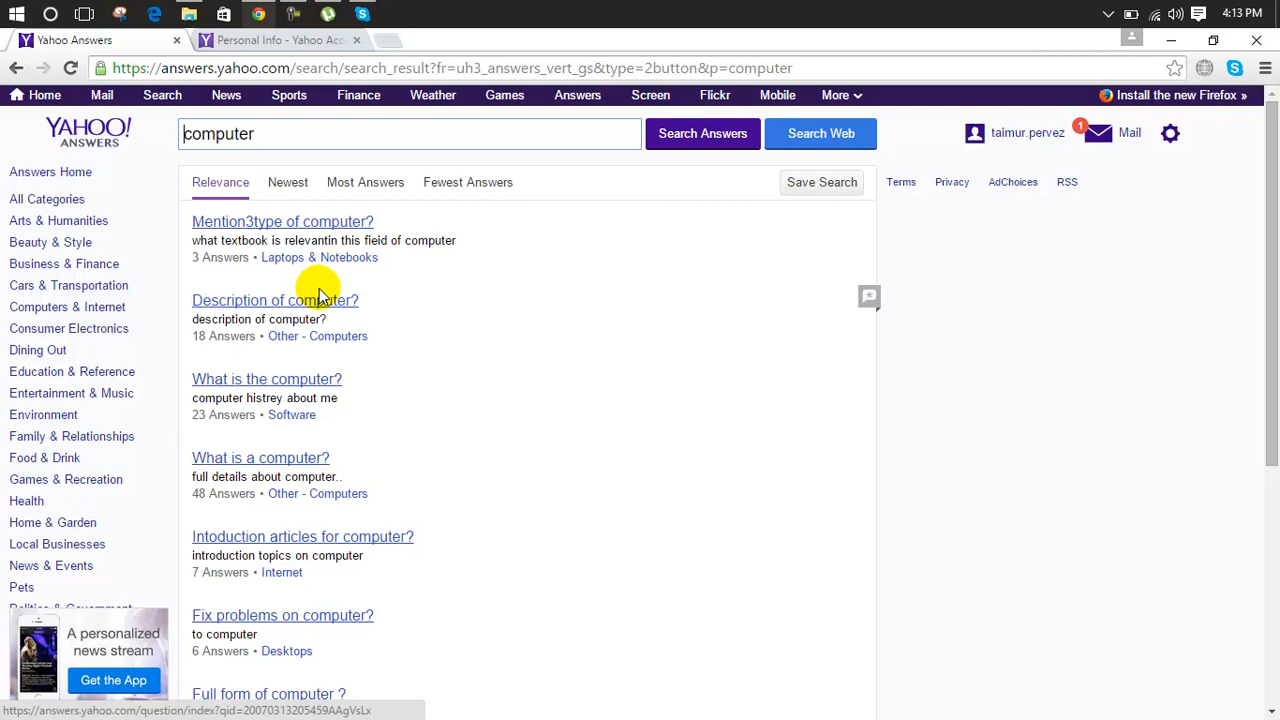 4:13 PM
Yahoo Answers
Personal Info - Yahoo Acc
https://answers.yahoo.com/search/search_result?fr=uh3_answers_vert_gs&type=2button&p=computer
Home Mail Search News Sports Finance Weather Games Answers Screen Flickr Mobile More Install the new Firefox »
YAHOO!
ANSWERS
computer
Search Answers
Search Web
taimur.pervez
1
Mail
Answers Home
All Categories
Arts & Humanities
Beauty & Style
Business & Finance
Cars & Transportation
Computers & Internet
Consumer Electronics
Dining Out
Education & Reference
Entertainment & Music
Environment
Family & Relationships
Food & Drink
Games & Recreation
Health
Home & Garden
Local Businesses
News & Events
Pets
Politics & Government
A personalized
news stream
Get the App
Relevance Newest Most Answers Fewest Answers
Save Search
Mention3type of computer?
what textbook is relevantin this fieid of computer
3 Answers • Laptops & Notebooks
Description of computer?
description of computer?
18 Answers • Other - Computers
What is the computer?
computer histrey about me
23 Answers • Software
What is a computer?
full details about computer..
48 Answers • Other - Computers
Intoduction articles for computer?
introduction topics on computer
7 Answers • Internet
Fix problems on computer?
to computer
6 Answers • Desktops
Full form of computer ?
Terms Privacy AdChoices RSS
https://answers.yahoo.com/question/index?qid=20070313205459AAgVsLx